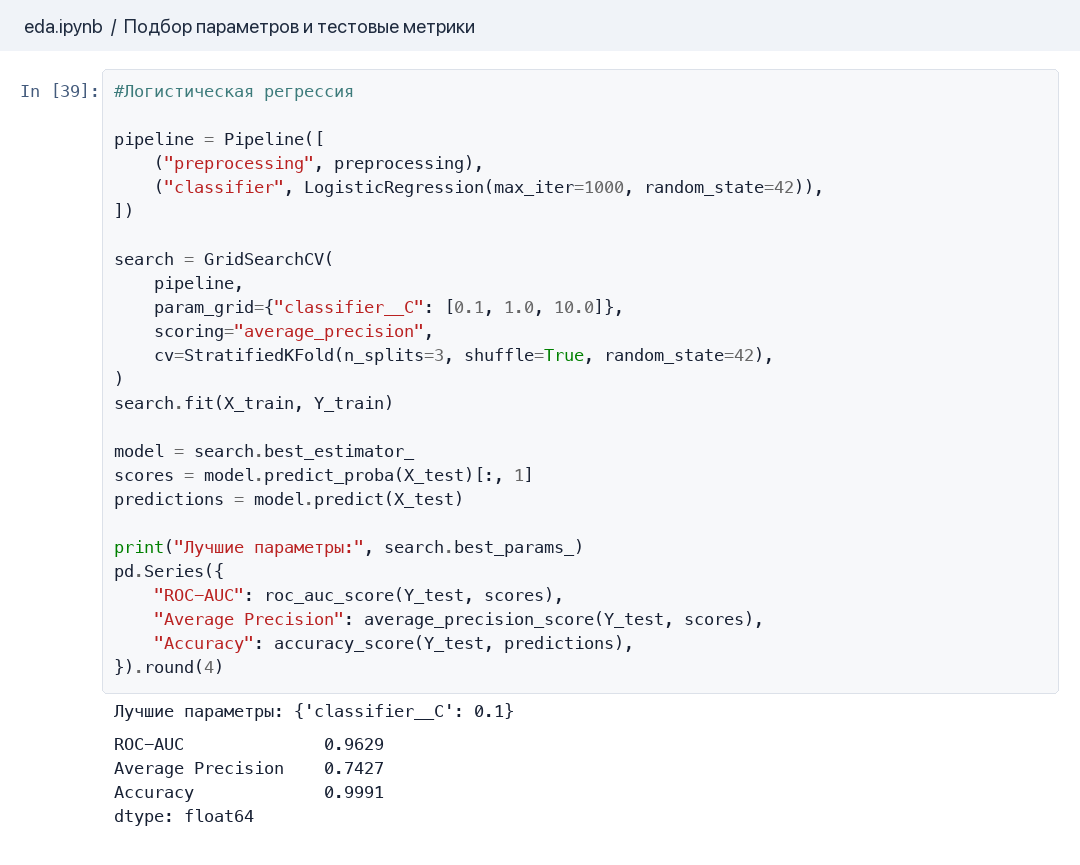 eda.ipynb / Подбор параметров и тестовые метрики
In [39]:
#Логистическая регрессия
pipeline = Pipeline([
    ("preprocessing", preprocessing),
    ("classifier", LogisticRegression(max_iter=1000, random_state=42)),
])
search = GridSearchCV(
    pipeline,
    param_grid={"classifier__C": [0.1, 1.0, 10.0]},
    scoring="average_precision",
    cv=StratifiedKFold(n_splits=3, shuffle=True, random_state=42),
)
search.fit(X_train, Y_train)
model = search.best_estimator_
scores = model.predict_proba(X_test)[:, 1]
predictions = model.predict(X_test)
print("Лучшие параметры:", search.best_params_)
pd.Series({
    "ROC-AUC": roc_auc_score(Y_test, scores),
    "Average Precision": average_precision_score(Y_test, scores),
    "Accuracy": accuracy_score(Y_test, predictions),
}).round(4)
Лучшие параметры: {'classifier__C': 0.1}
ROC-AUC              0.9629
Average Precision    0.7427
Accuracy             0.9991
dtype: float64